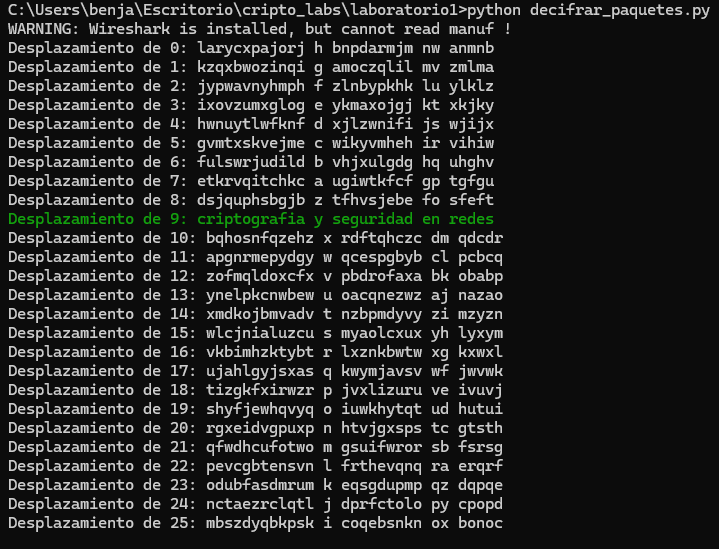 C:\Users\benja\Escritorio\cripto_labs\laboratorio1>python decifrar_paquetes.py
WARNING: Wireshark is installed, but cannot read manuf !
Desplazamiento de 0: larycxpajorj h bnpdarmjm nw anmnb
Desplazamiento de 1: kzqxbwozinqi g amoczqlil mv zmlma
Desplazamiento de 2: jypwavnyhmph f zlnbypkhk lu ylklz
Desplazamiento de 3: ixovzumxglog e ykmaxojgj kt xkjky
Desplazamiento de 4: hwnuytlwfknf d xjlzwnifi js wjijx
Desplazamiento de 5: gvmtxskvejme c wikyvmheh ir vihiw
Desplazamiento de 6: fulswrjudild b vhjxulgdg hq uhghv
Desplazamiento de 7: etkrvqitchkc a ugiwtkfcf gp tgfgu
Desplazamiento de 8: dsjquphsbgjb z tfhvsjebe fo sfeft
Desplazamiento de 9: criptografia y seguridad en redes
Desplazamiento de 10: bqhosnfqzehz x rdftqhczc dm qdcdr
Desplazamiento de 11: apgnrmepydgy w qcespgbyb cl pcbcq
Desplazamiento de 12: zofmqldoxcfx v pbdrofaxa bk obabp
Desplazamiento de 13: ynelpkcnwbew u oacqnezwz aj nazao
Desplazamiento de 14: xmdkojbmvadv t nzbpmdyvy zi mzyzn
Desplazamiento de 15: wlcjnialuzcu s myaolcxux yh lyxym
Desplazamiento de 16: vkbimhzktybt r lxznkbwtw xg kxwxl
Desplazamiento de 17: ujahlgyjsxas q kwymjavsv wf jwvwk
Desplazamiento de 18: tizgkfxirwzr p jvxlizuru ve ivuvj
Desplazamiento de 19: shyfjewhqvyq o iuwkhytqt ud hutui
Desplazamiento de 20: rgxeidvgpuxp n htvjgxsps tc gtsth
Desplazamiento de 21: qfwdhcufotwo m gsuifwror sb fsrsg
Desplazamiento de 22: pevcgbtensvn l frthevqnq ra erqrf
Desplazamiento de 23: odubfasdmrum k eqsgdupmp qz dqpqe
Desplazamiento de 24: nctaezrclqtl j dprfctolo py cpopd
Desplazamiento de 25: mbszdyqbkpsk i coqebsnkn ox bonoc